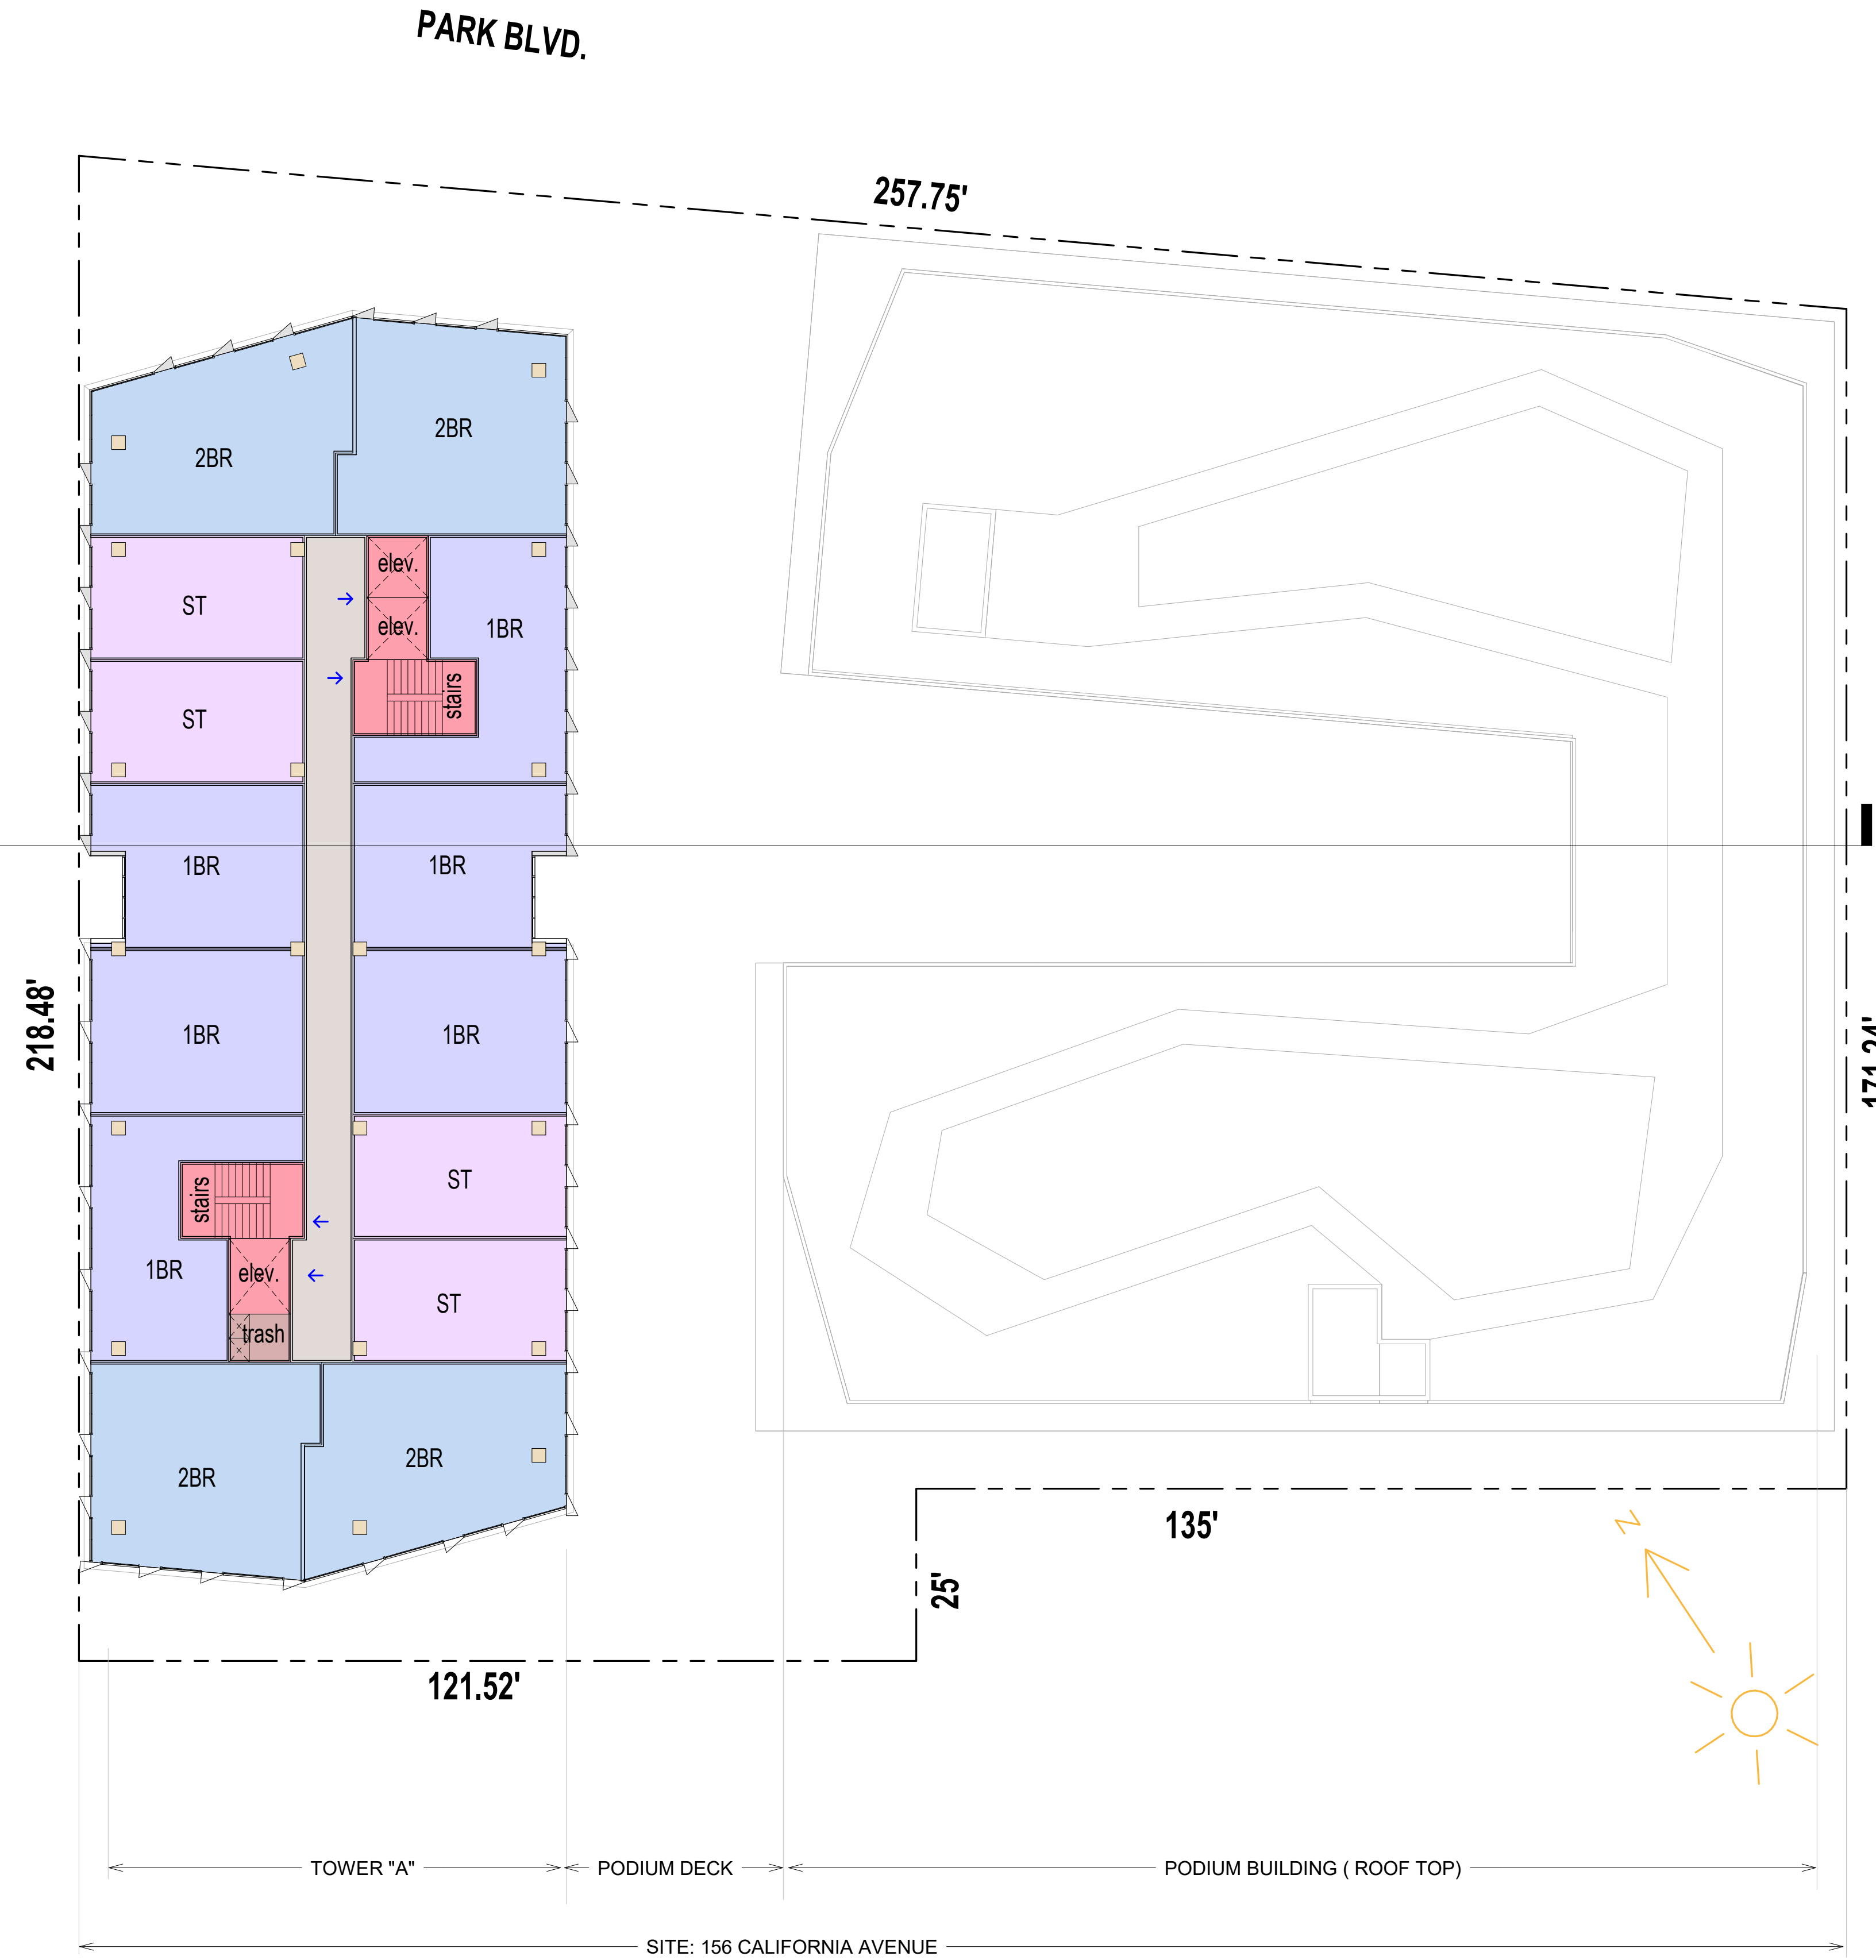 PARK BLVD.
257.75'
2BR
2BR
elev.
ST
elev.
1BR
ST
stairs
1BR
1BR
218.48'
1BR
1BR
171.24'
stairs
ST
1BR
elev.
ST
trash
2BR
2BR
135'
N
25'
121.52'
TOWER "A"
PODIUM DECK
PODIUM BUILDING ( ROOF TOP)
SITE: 156 CALIFORNIA AVENUE